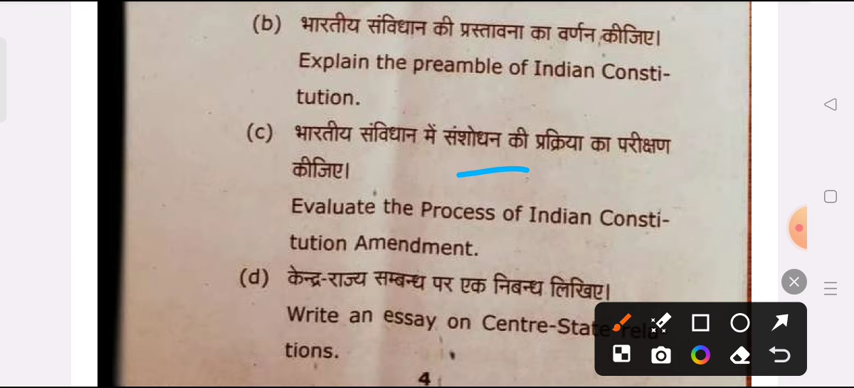 (b) भारतीय संविधान की प्रस्तावना का वर्णन कीजिए।
Explain the preamble of Indian Consti-
tution.
(c) भारतीय संविधान में संशोधन की प्रक्रिया का परीक्षण
कीजिए।
Evaluate the Process of Indian Consti-
tution Amendment.
(d) केन्द्र-राज्य सम्बन्ध पर एक निबन्ध लिखिए।
Write an essay on Centre-State rela
tions.
4